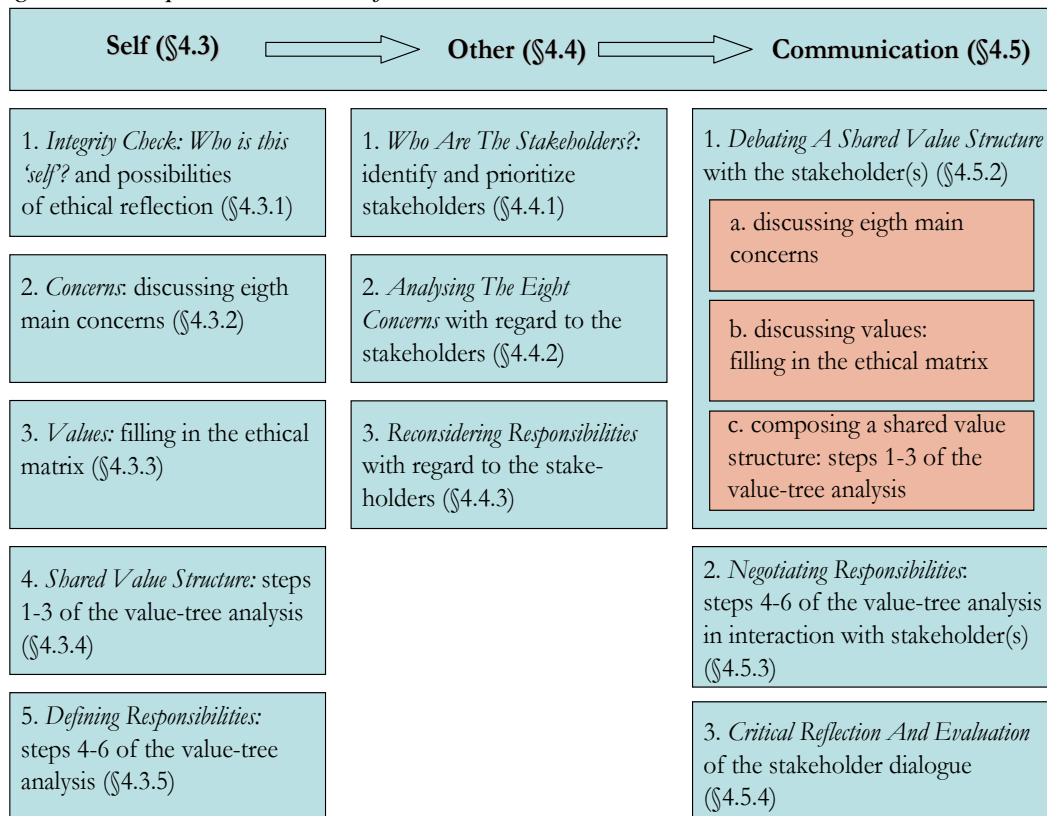 Self (§4.3) Other (§4.4) Communication (§4.5)
1. Integrity Check: Who is this
‘self’? and possibilities
of ethical reflection (§4.3.1)
2. Concerns: discussing eigth
main concerns (§4.3.2)
3. Values: filling in the ethical
matrix (§4.3.3)
4. Shared Value Structure: steps
1-3 of the value-tree analysis
(§4.3.4)
5. Defining Responsibilities:
steps 4-6 of the value-tree
analysis (§4.3.5)
1. Who Are The Stakeholders?:
identify and prioritize
stakeholders (§4.4.1)
2. Analysing The Eight
Concerns with regard to the
stakeholders (§4.4.2)
3. Reconsidering Responsibilities
with regard to the stake-
holders (§4.4.3)
1. Debating A Shared Value Structure
with the stakeholder(s) (§4.5.2)
a. discussing eigth main
concerns
b. discussing values:
filling in the ethical matrix
c. composing a shared value
structure: steps 1-3 of the
value-tree analysis
2. Negotiating Responsibilities:
steps 4-6 of the value-tree analysis
in interaction with stakeholder(s)
(§4.5.3)
3. Critical Reflection And Evaluation
of the stakeholder dialogue
(§4.5.4)